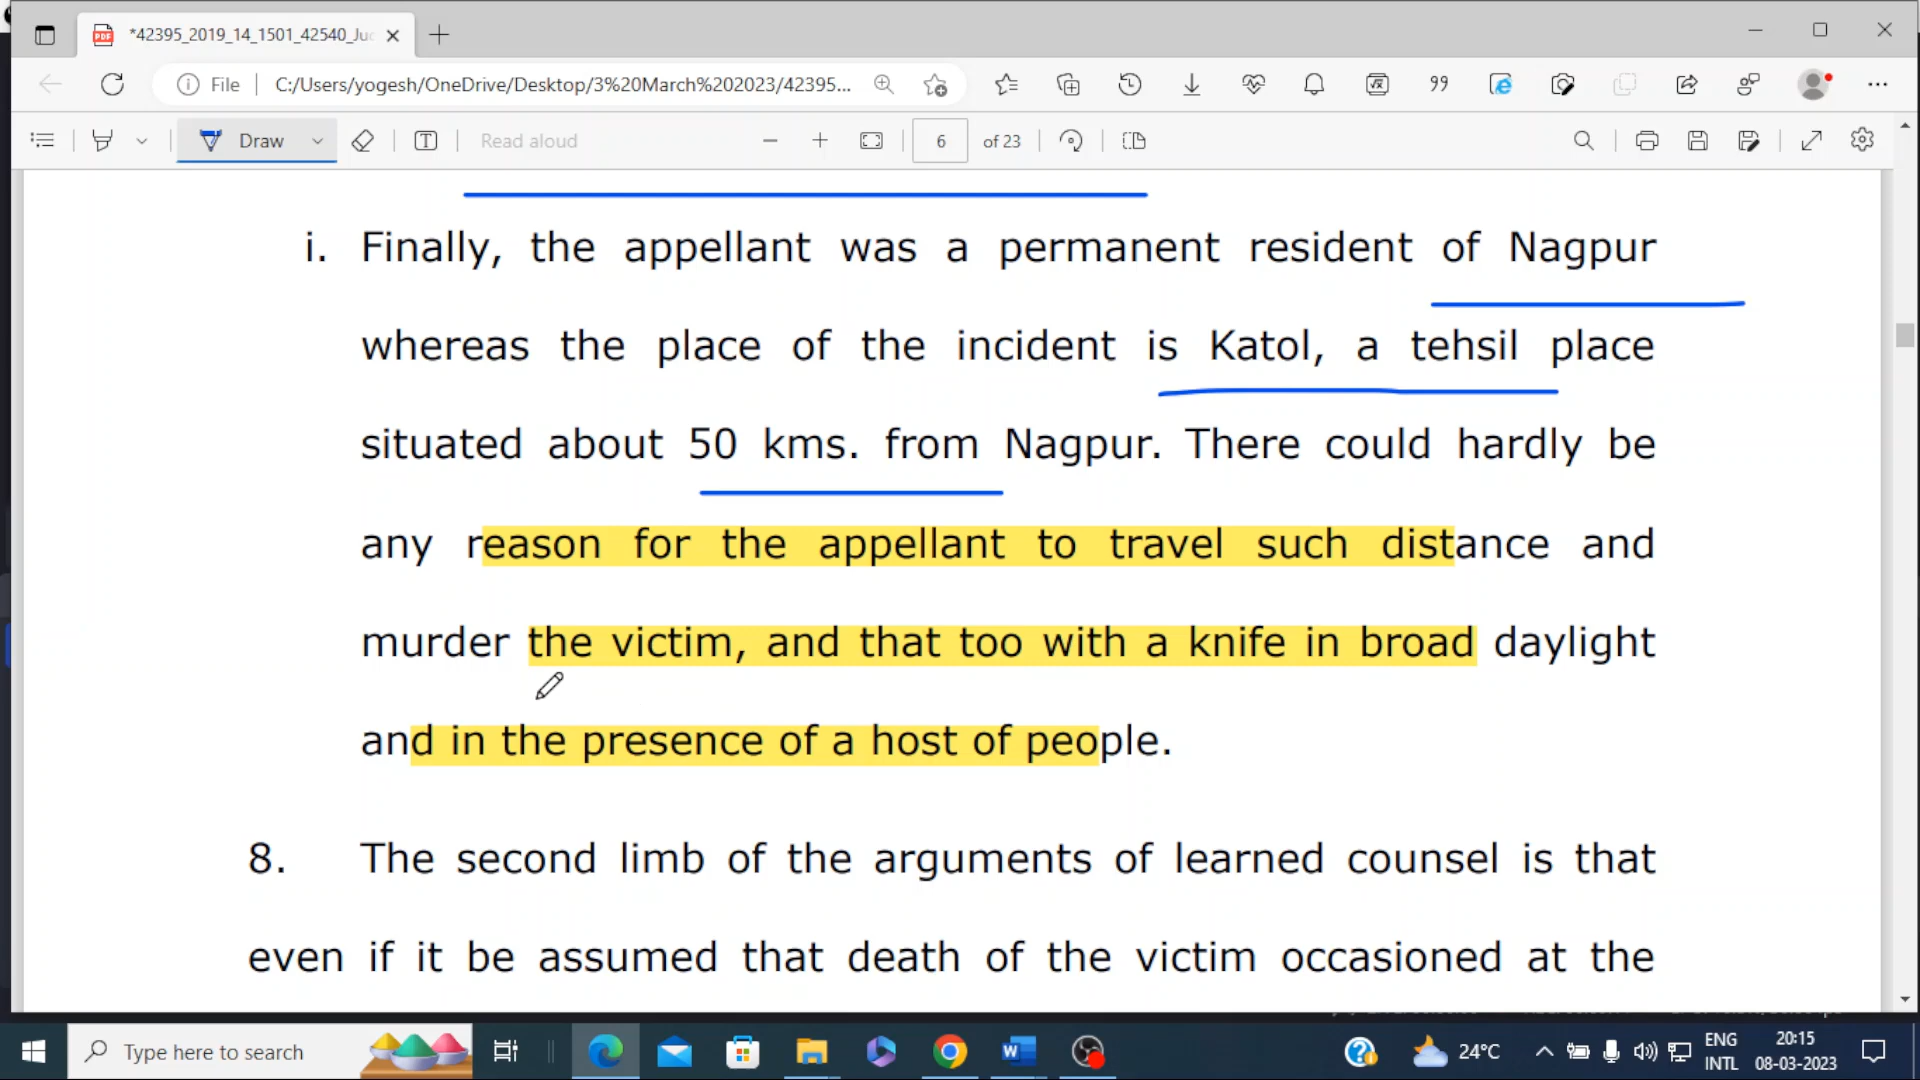 *42395_2019_14_1501_42540_Ju
File
C:/Users/yogesh/OneDrive/Desktop/3%20March%202023/42395...
Draw
Read aloud
6
of 23
i. Finally, the appellant was a permanent resident of Nagpur
whereas the place of the incident is Katol, a tehsil place
situated about 50 kms. from Nagpur. There could hardly be
any reason for the appellant to travel such distance and
murder the victim, and that too with a knife in broad daylight
and in the presence of a host of people.
8. The second limb of the arguments of learned counsel is that
even if it be assumed that death of the victim occasioned at the
Type here to search
24°C
ENG
INTL
20:15
08-03-2023